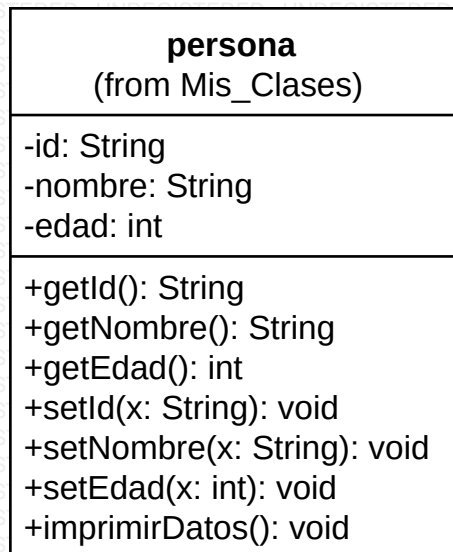 persona
(from Mis_Clases)
-id: String
-nombre: String
-edad: int
+getId(): String
+getNombre(): String
+getEdad(): int
+setId(x: String): void
+setNombre(x: String): void
+setEdad(x: int): void
+imprimirDatos(): void